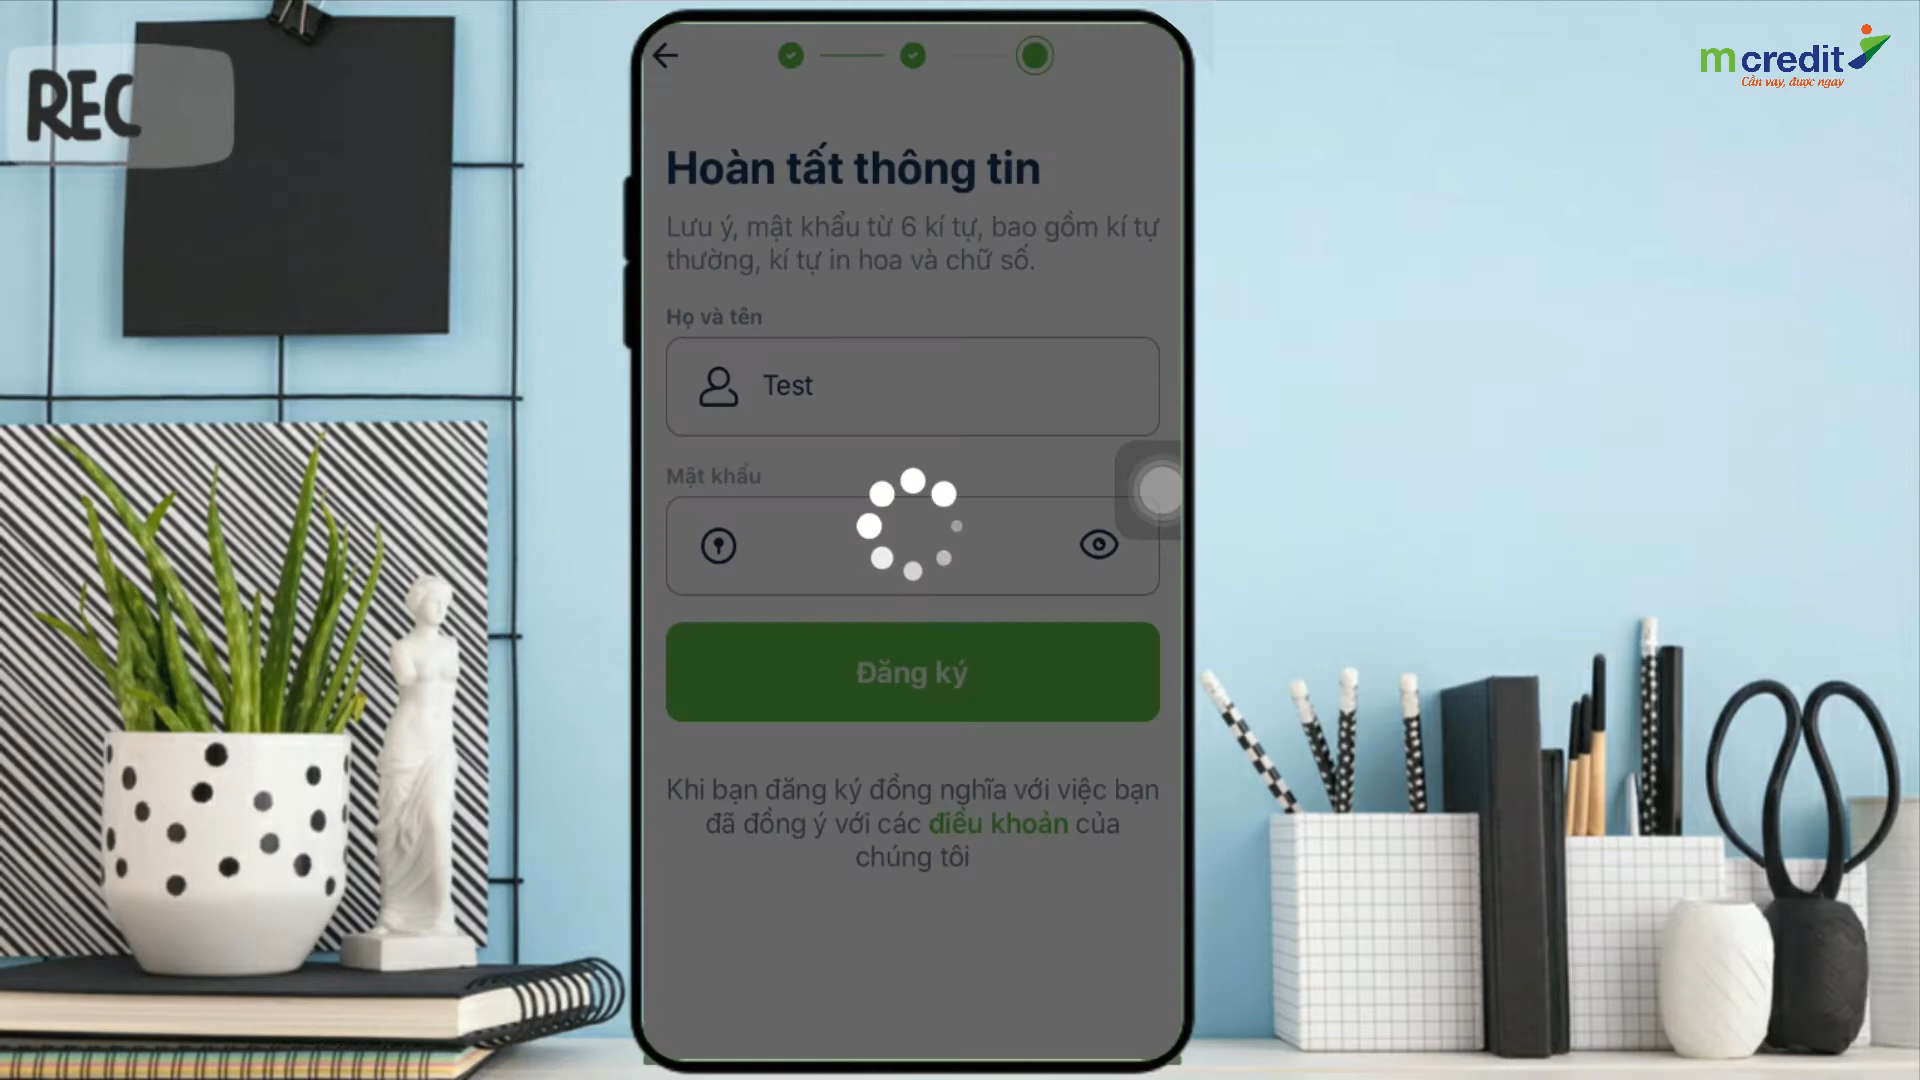 REC
mcredit
Cần vay, được ngay
Hoàn tất thông tin
Lưu ý, mật khẩu từ 6 kí tự, bao gồm kí tự
thường, kí tự in hoa và chữ số.
Họ và tên
Test
Mật khẩu
Đăng ký
Khi bạn đăng ký đồng nghĩa với việc bạn
đã đồng ý với các điều khoản của
chúng tôi